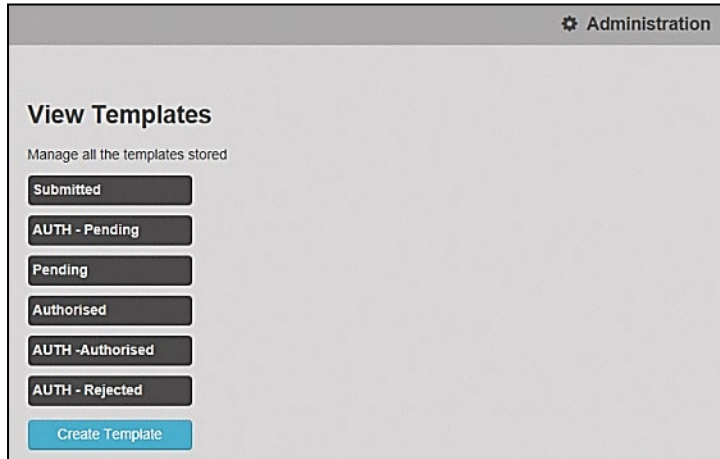 Administration
View Templates
Manage all the templates stored
Submitted
AUTH - Pending
Pending
Authorised
AUTH -Authorised
AUTH - Rejected
Create Template